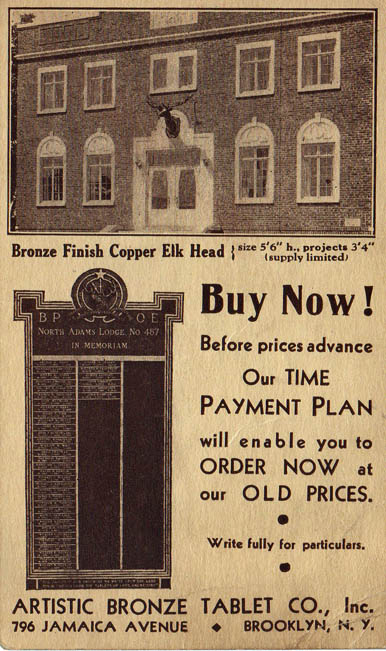 Bronze Finish Copper Elk Head } size 5'6" h., projects 3'4"
(supply limited)
B P O E
NORTH ADAMS LODGE NO 487
IN MEMORIAM
Buy Now!
Before prices advance
Our TIME
PAYMENT PLAN
will enable you to
ORDER NOW at
our OLD PRICES.
Write fully for particulars.
ARTISTIC BRONZE TABLET CO., Inc.
796 JAMAICA AVENUE ♦ BROOKLYN, N. Y.